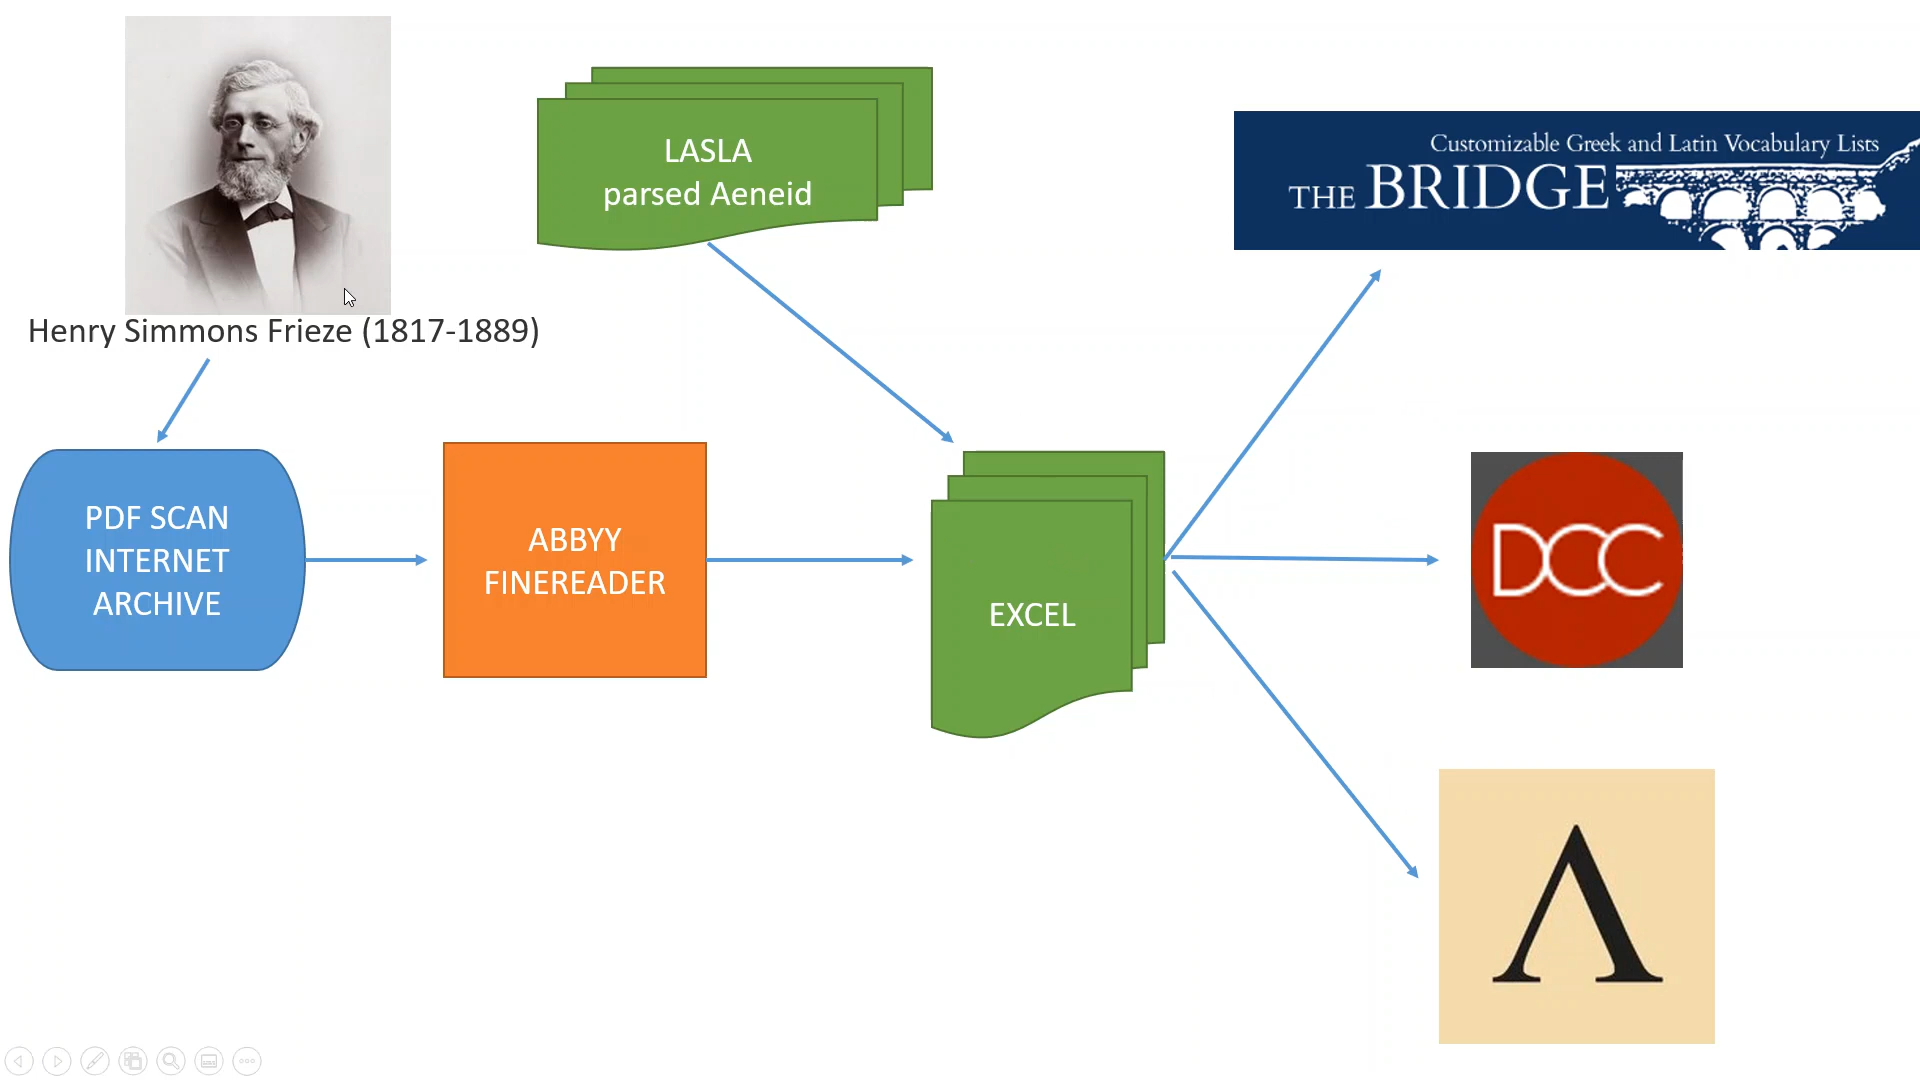 Henry Simmons Frieze (1817-1889)
LASLA
parsed Aeneid
Customizable Greek and Latin Vocabulary Lists
THE BRIDGE
PDF SCAN
INTERNET
ARCHIVE
ABBYY
FINEREADER
EXCEL
DCC
Λ